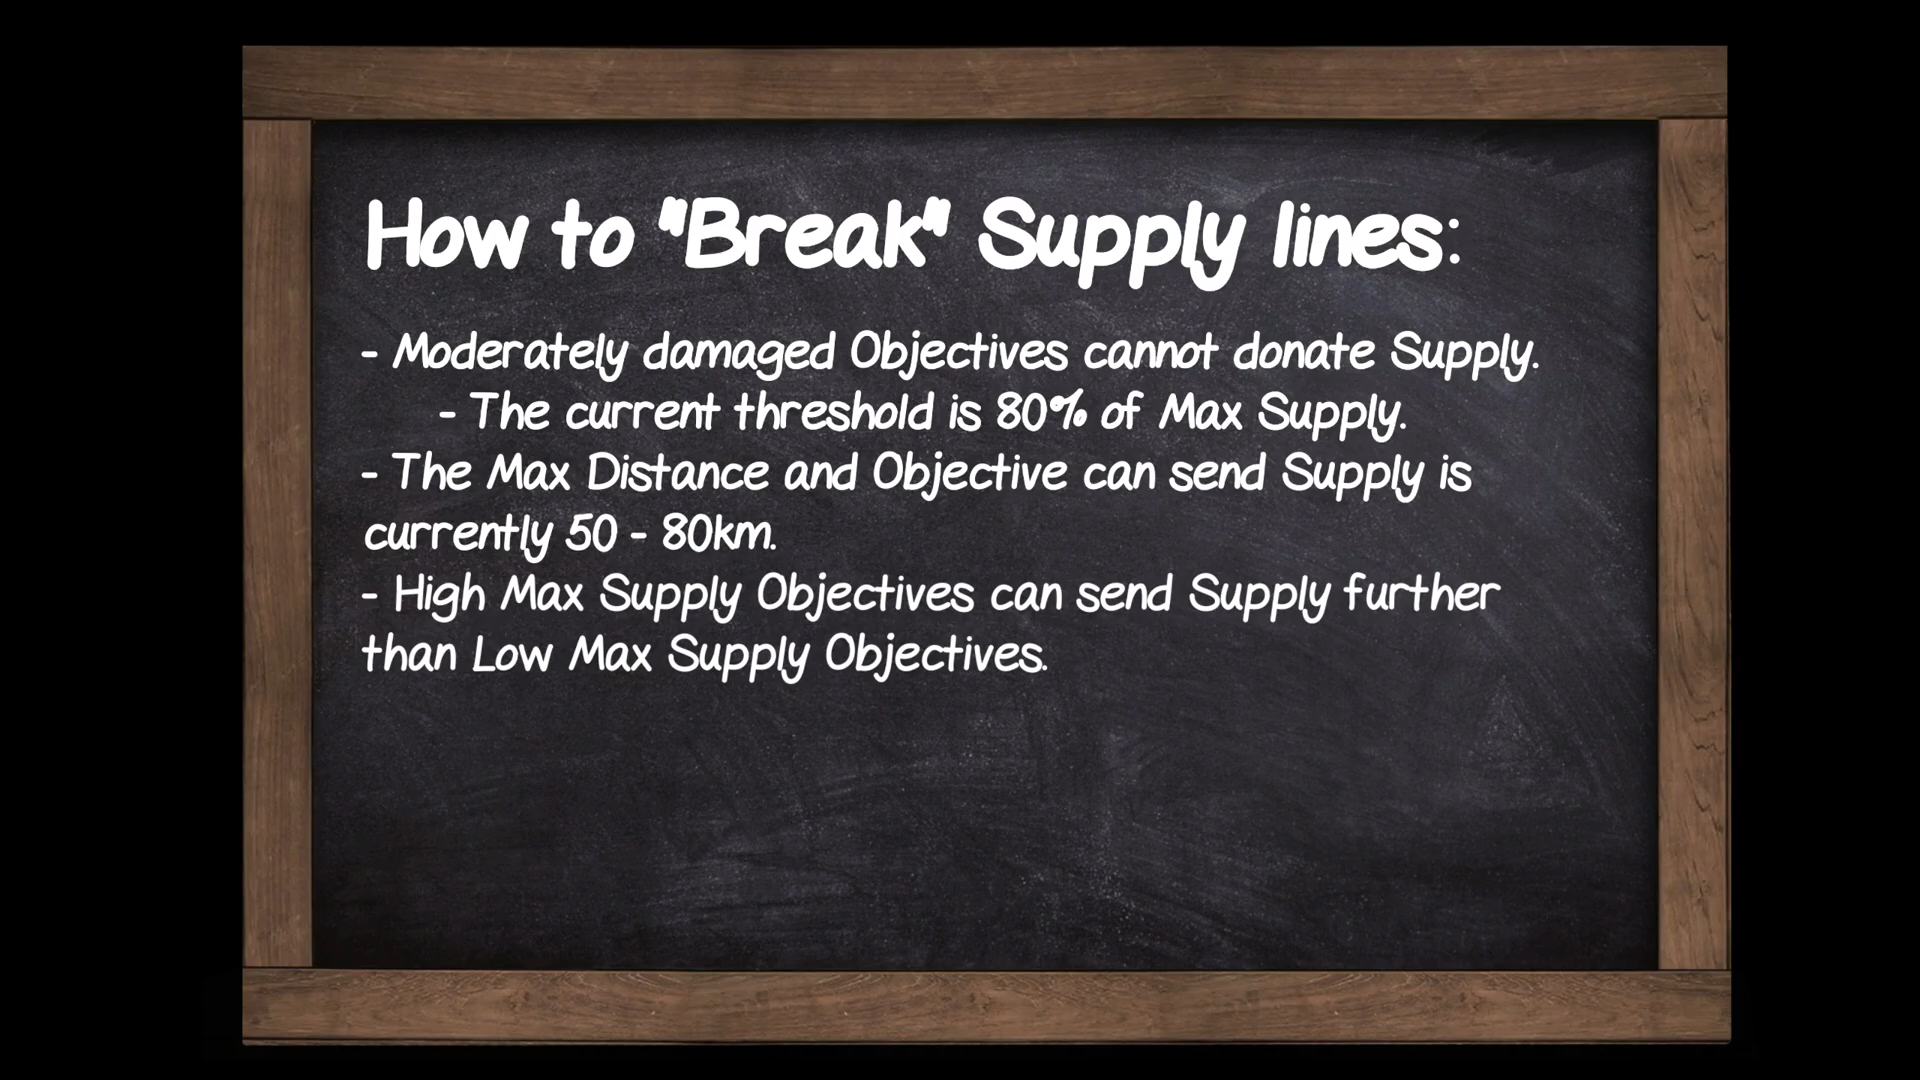 How to "Break" Supply lines:
- Moderately damaged Objectives cannot donate Supply.
- The current threshold is 80% of Max Supply.
- The Max Distance and Objective can send Supply is
currently 50 - 80km.
- High Max Supply Objectives can send Supply further
than Low Max Supply Objectives.